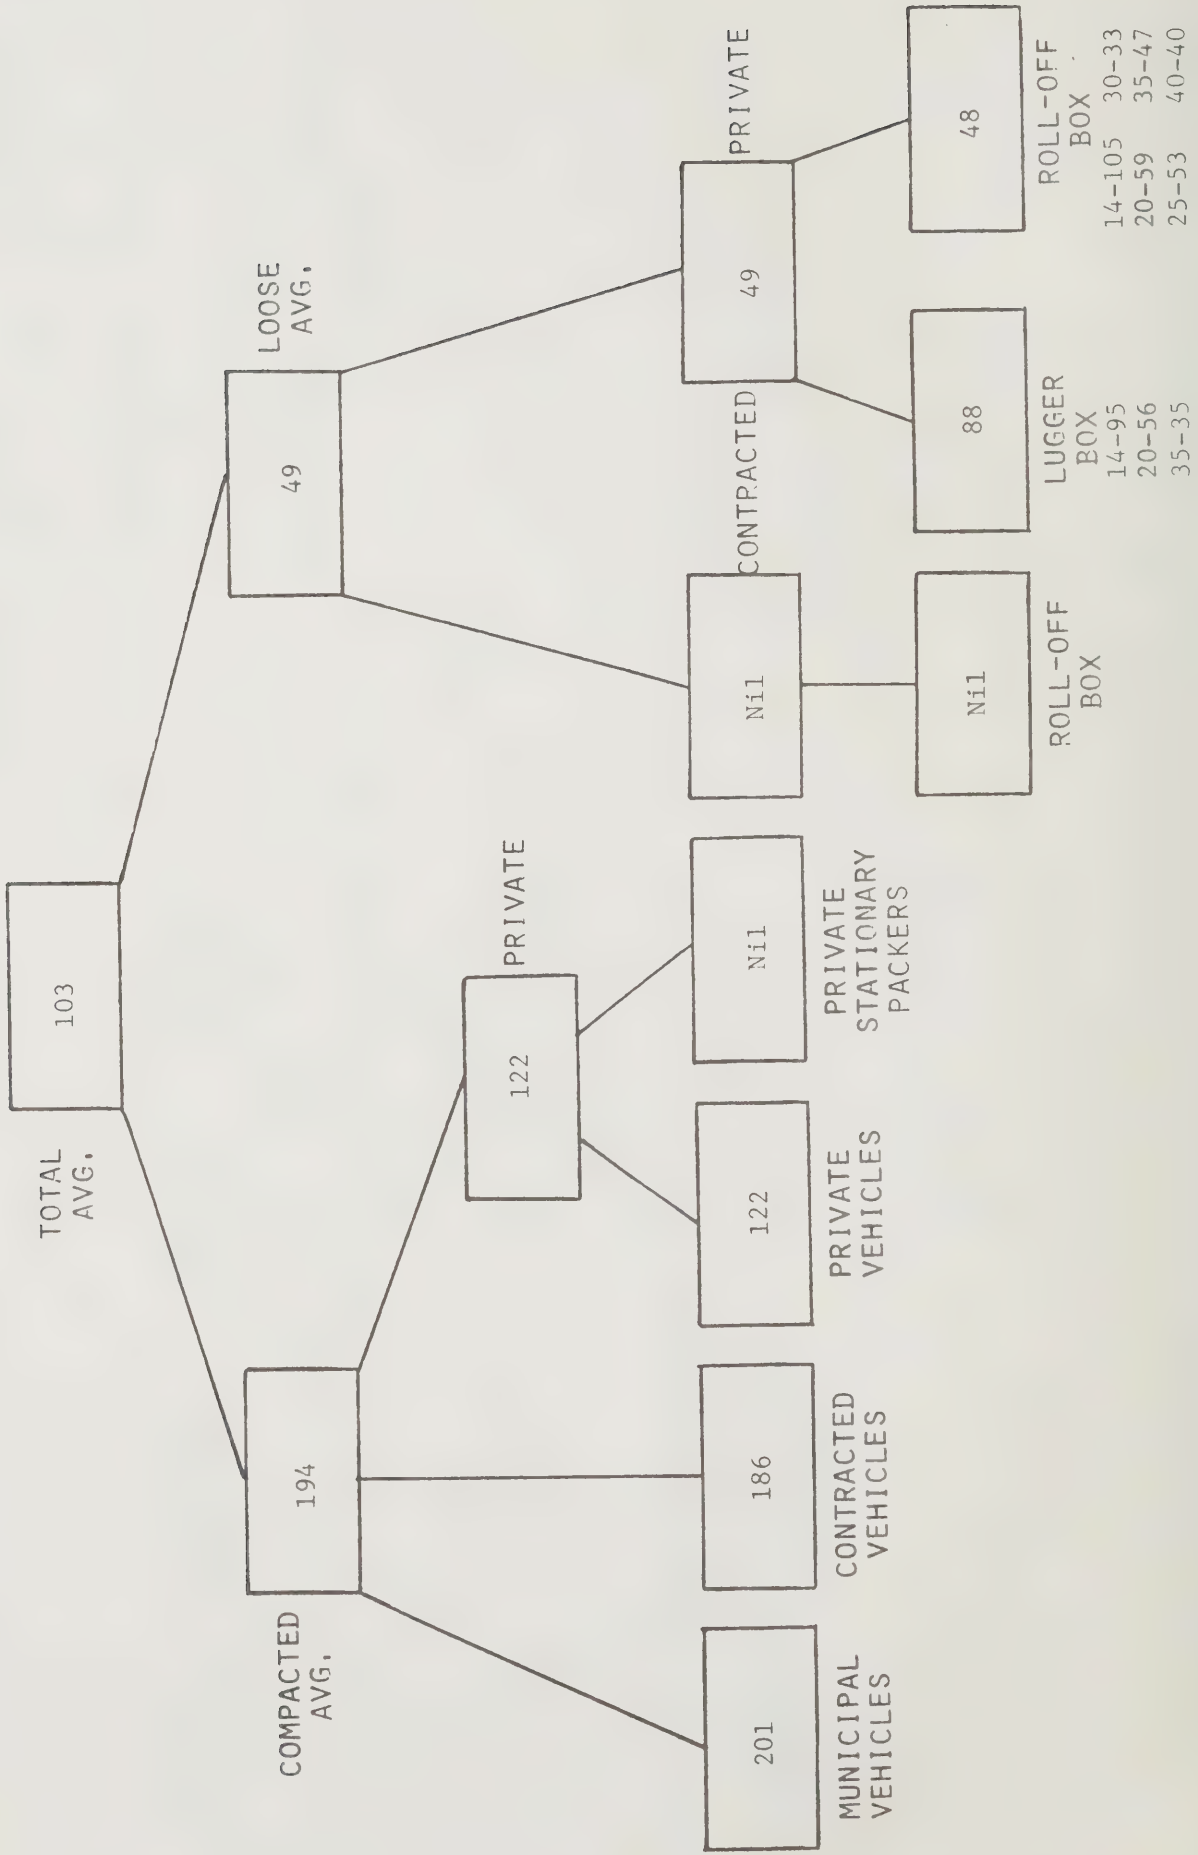 TOTAL
AVG.
103
COMPACTED
AVG.
194
LOOSE
AVG.
49
122
PRIVATE
201
MUNICIPAL
VEHICLES
186
CONTRACTED
VEHICLES
122
PRIVATE
VEHICLES
Nil
PRIVATE
STATIONARY
PACKERS
Nil
CONTRACTED
49
PRIVATE
Nil
ROLL-OFF
BOX
88
LUGGER
BOX
14-95
20-56
35-35
48
ROLL-OFF
BOX
14-105 30-33
20-59 35-47
25-53 40-40